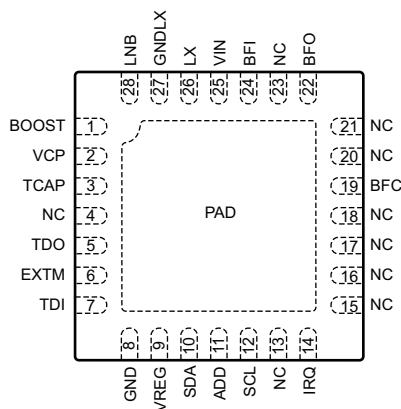 LNB
GNDLX
LX
VIN
BFI
NC
BFO
28
27
26
25
24
23
22
BOOST 1
VCP 2
TCAP 3
NC 4
TDO 5
EXTM 6
TDI 7
PAD
21 NC
20 NC
19 BFC
18 NC
17 NC
16 NC
15 NC
8
9
10
11
12
13
14
GND
VREG
SDA
ADD
SCL
NC
IRQ